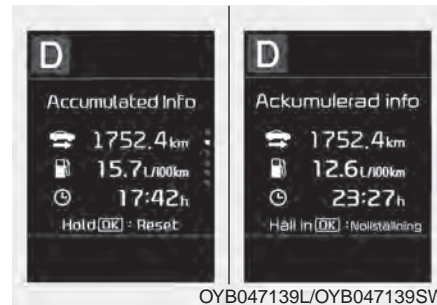 D
Accumulated Info
1752.4km
15.7L/100km
17:42h
Hold[OK] : Reset
D
Ackumulerad info
1752.4km
12.6L/100km
23:27h
Håll in[OK] :Nollställning
OYB047139L/OYB047139SW